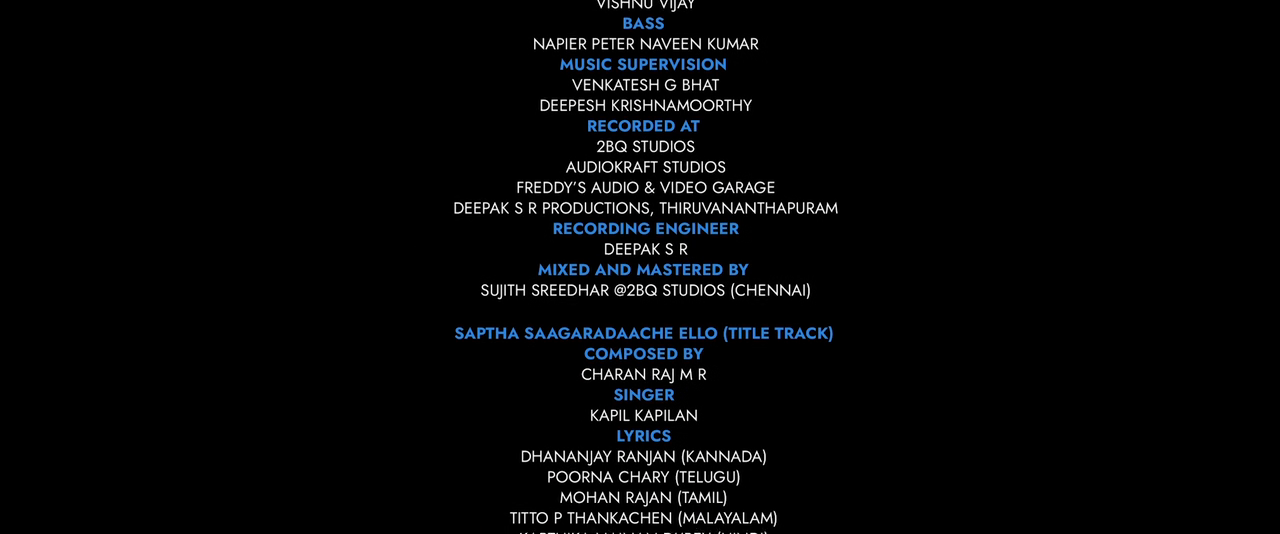 VISHNU VIJAY
BASS
NAPIER PETER NAVEEN KUMAR
MUSIC SUPERVISION
VENKATESH G BHAT
DEEPESH KRISHNAMOORTHY
RECORDED AT
2BQ STUDIOS
AUDIOKRAFT STUDIOS
FREDDY'S AUDIO & VIDEO GARAGE
DEEPAK S R PRODUCTIONS, THIRUVANANTHAPURAM
RECORDING ENGINEER
DEEPAK S R
MIXED AND MASTERED BY
SUJITH SREEDHAR @2BQ STUDIOS (CHENNAI)
SAPTHA SAAGARADAACHE ELLO (TITLE TRACK)
COMPOSED BY
CHARAN RAJ M R
SINGER
KAPIL KAPILAN
LYRICS
DHANANJAY RANJAN (KANNADA)
POORNA CHARY (TELUGU)
MOHAN RAJAN (TAMIL)
TITTO P THANKACHEN (MALAYALAM)